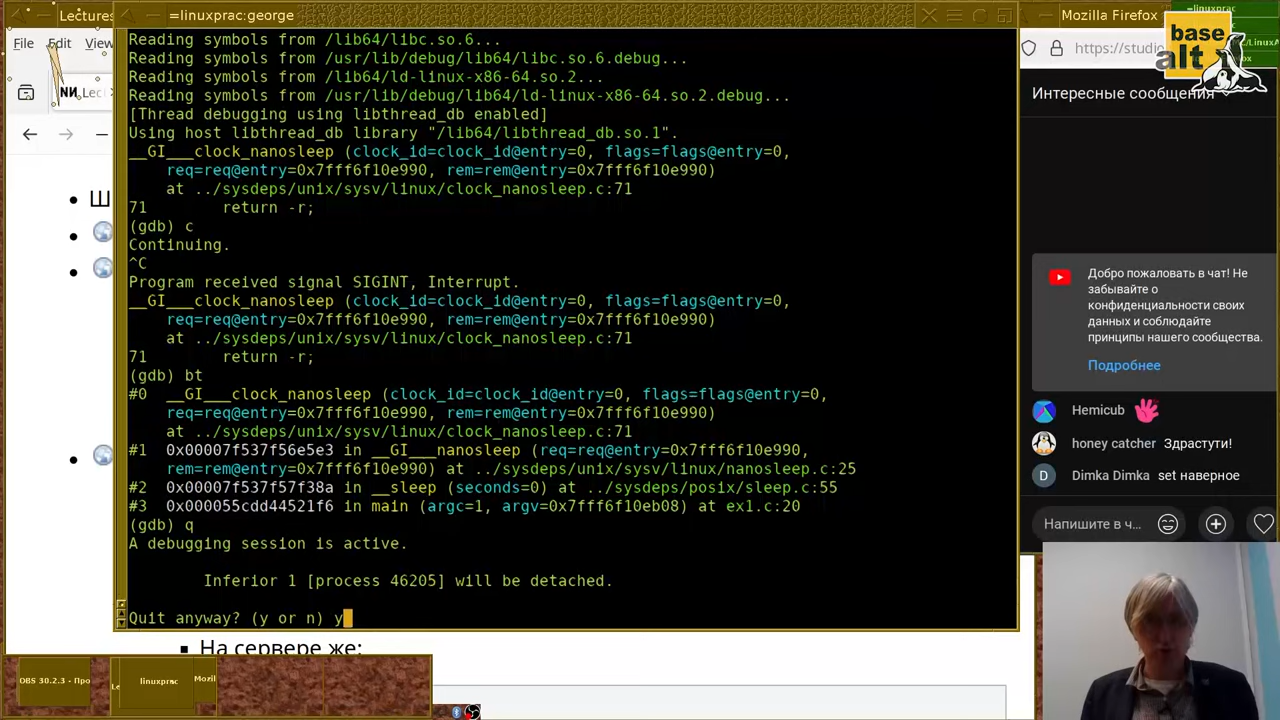 Lectures
=linuxprac:george
Mozilla Firefox
File Edit View
Lect
https://studio
base
alt
Интересные сообщения
Ш
Reading symbols from /lib64/libc.so.6...
Reading symbols from /usr/lib/debug/lib64/libc.so.6.debug...
Reading symbols from /lib64/ld-linux-x86-64.so.2...
Reading symbols from /usr/lib/debug/lib64/ld-linux-x86-64.so.2.debug...
[Thread debugging using libthread_db enabled]
Using host libthread_db library "/lib64/libthread_db.so.1".
__GI___clock_nanosleep (clock_id=clock_id@entry=0, flags=flags@entry=0,
req=req@entry=0x7fff6f10e990, rem=rem@entry=0x7fff6f10e990)
at ../sysdeps/unix/sysv/linux/clock_nanosleep.c:71
71 return -r;
(gdb) c
Continuing.
^C
Program received signal SIGINT, Interrupt.
__GI___clock_nanosleep (clock_id=clock_id@entry=0, flags=flags@entry=0,
req=req@entry=0x7fff6f10e990, rem=rem@entry=0x7fff6f10e990)
at ../sysdeps/unix/sysv/linux/clock_nanosleep.c:71
71 return -r;
(gdb) bt
#0 __GI___clock_nanosleep (clock_id=clock_id@entry=0, flags=flags@entry=0,
req=req@entry=0x7fff6f10e990, rem=rem@entry=0x7fff6f10e990)
at ../sysdeps/unix/sysv/linux/clock_nanosleep.c:71
#1 0x00007f537f56e5e3 in __GI___nanosleep (req=req@entry=0x7fff6f10e990,
rem=rem@entry=0x7fff6f10e990) at ../sysdeps/unix/sysv/linux/nanosleep.c:25
#2 0x00007f537f57f38a in __sleep (seconds=0) at ../sysdeps/posix/sleep.c:55
#3 0x000055cdd44521f6 in main (argc=1, argv=0x7fff6f10eb08) at ex1.c:20
(gdb) q
A debugging session is active.
Inferior 1 [process 46205] will be detached.
Quit anyway? (y or n) y
Добро пожаловать в чат! Не
забывайте о
конфиденциальности своих
данных и соблюдайте
принципы нашего сообщества.
Подробнее
Hemicub
honey catcher Здрастути!
D Dimka Dimka set наверное
Напишите в ч...
На сервере же:
OBS 30.2.3 - Про
Le
linuxprac
Mozil